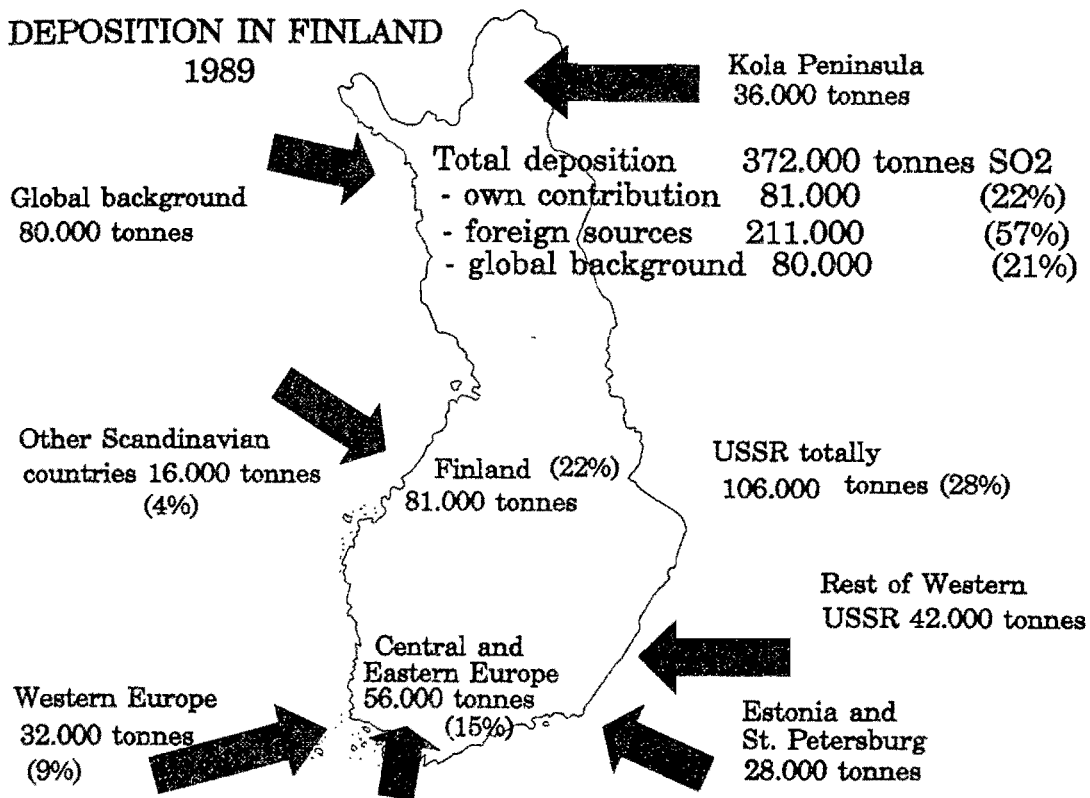 DEPOSITION IN FINLAND
1989
Kola Peninsula
36.000 tonnes
Total deposition 372.000 tonnes SO2
- own contribution 81.000 (22%)
- foreign sources 211.000 (57%)
- global background 80.000 (21%)
Global background
80.000 tonnes
Other Scandinavian
countries 16.000 tonnes
(4%)
Finland (22%)
81.000 tonnes
USSR totally
106.000 tonnes (28%)
Rest of Western
USSR 42.000 tonnes
Central and
Eastern Europe
56.000 tonnes
(15%)
Western Europe
32.000 tonnes
(9%)
Estonia and
St. Petersburg
28.000 tonnes